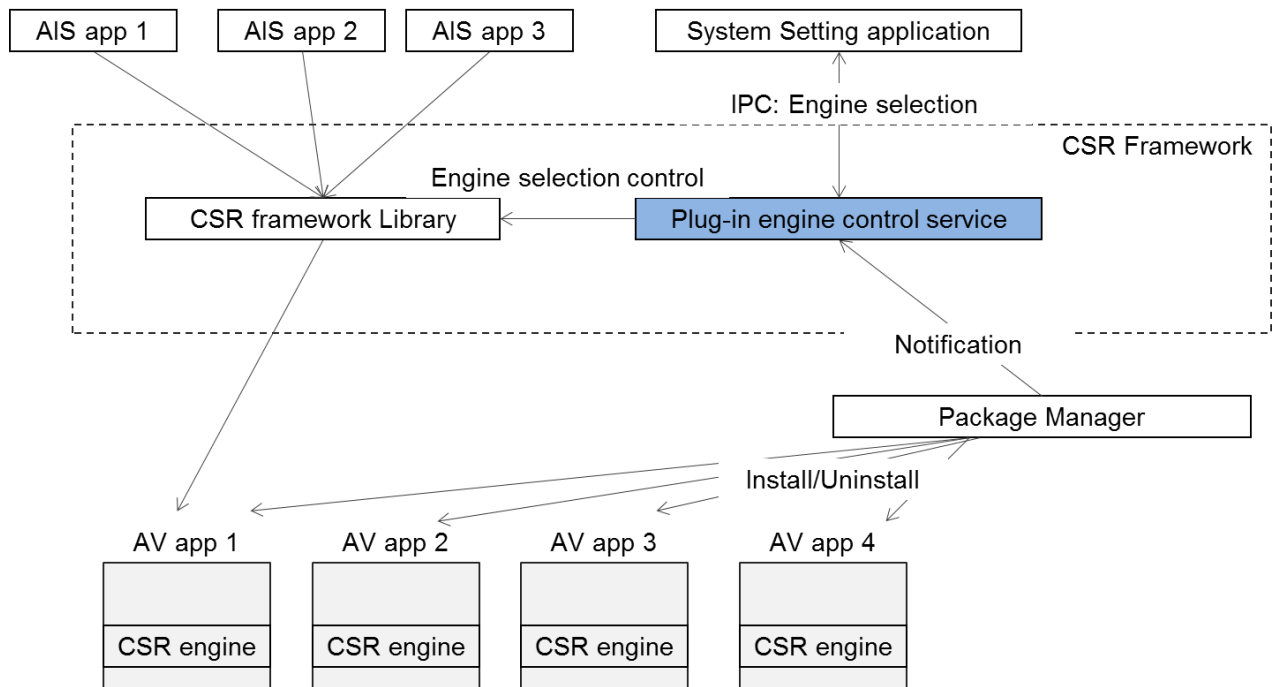 AIS app 1
AIS app 2
AIS app 3
System Setting application
IPC: Engine selection
CSR Framework
Engine selection control
CSR framework Library
Plug-in engine control service
Notification
Package Manager
Install/Uninstall
AV app 1
AV app 2
AV app 3
AV app 4
CSR engine
CSR engine
CSR engine
CSR engine